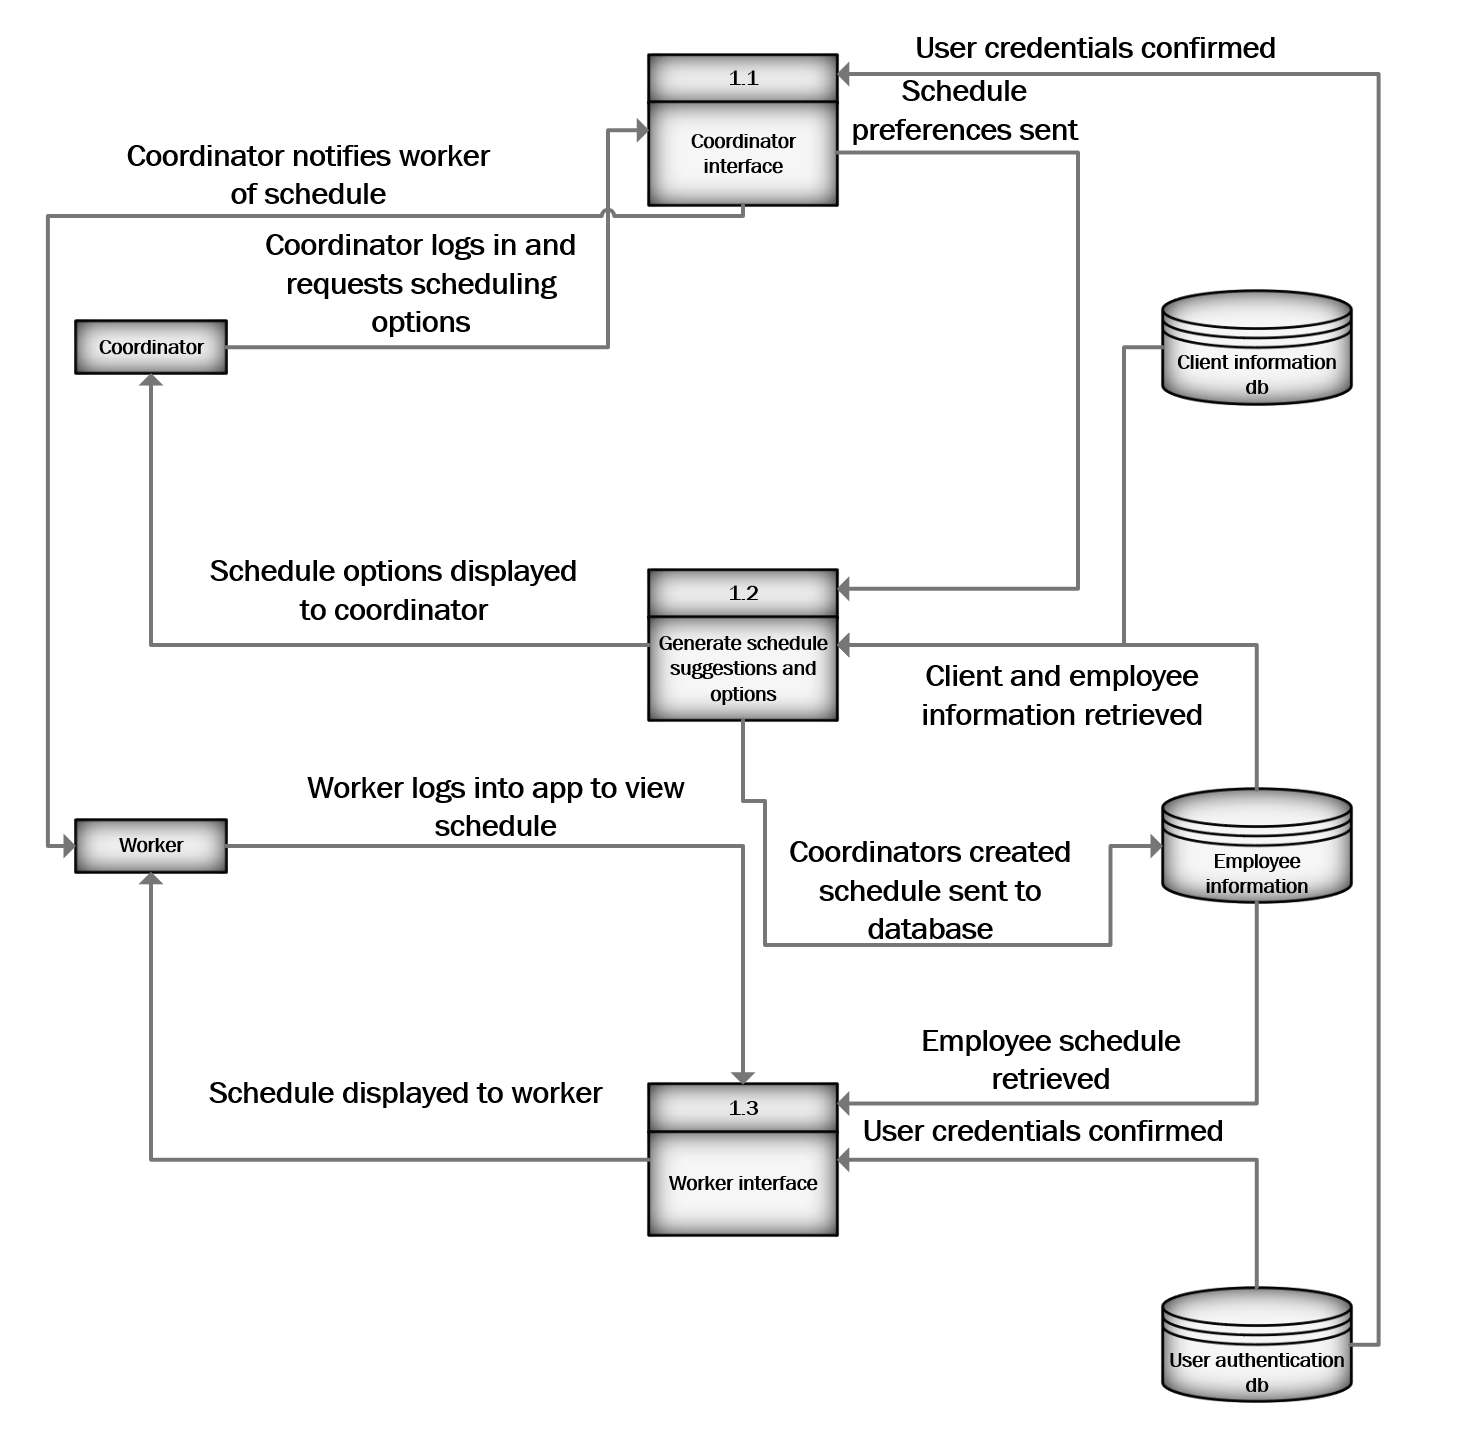 User credentials confirmed
1.1
Schedule
preferences sent
Coordinator
interface
Coordinator notifies worker
of schedule
Coordinator logs in and
requests scheduling
options
Coordinator
Client information
db
Schedule options displayed
to coordinator
1.2
Generate schedule
suggestions and
options
Client and employee
information retrieved
Worker logs into app to view
schedule
Worker
Coordinators created
schedule sent to
database
Employee
information
Employee schedule
retrieved
Schedule displayed to worker
1.3
User credentials confirmed
Worker interface
User authentication
db